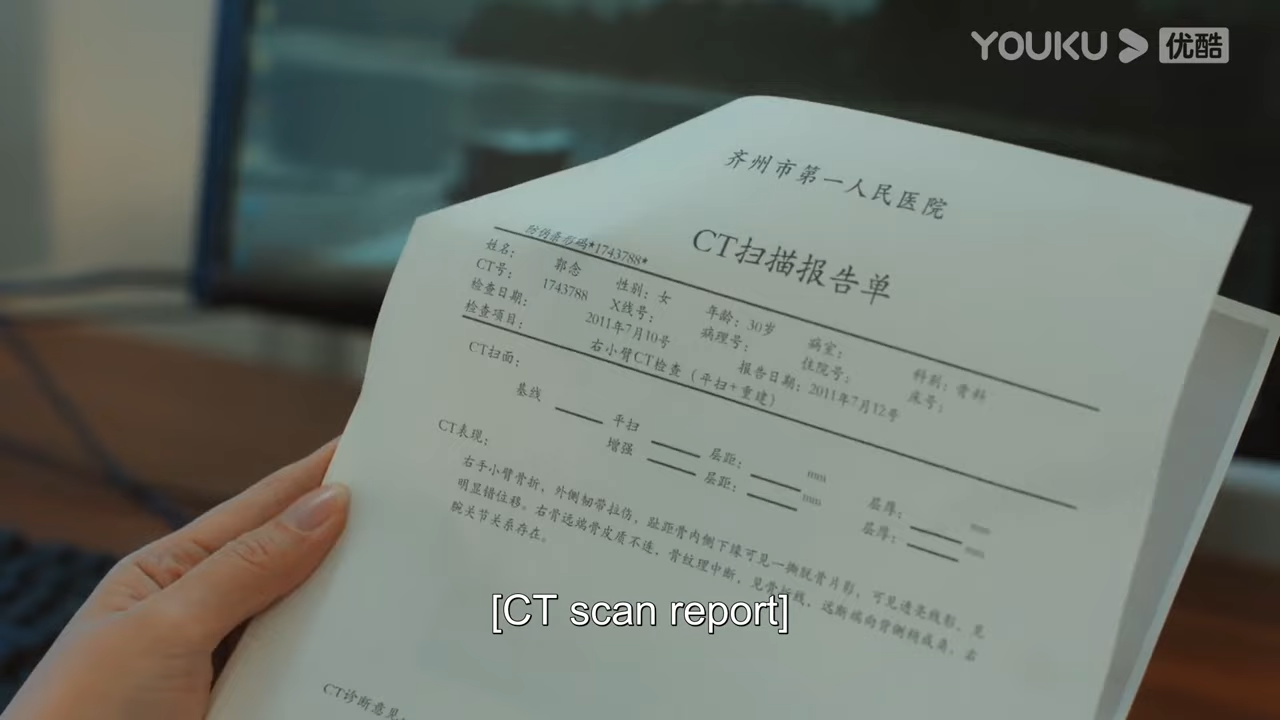 YOUKU 优酷
齐州市第一人民医院
CT扫描报告单
防伪条形码*1743788*
姓名： 郭念 性别：女 年龄：30岁 病室： 科别：骨科
CT号： 1743788 X线号： 病理号： 住院号： 床号：
检查日期： 2011年7月10号 报告日期：2011年7月12号
检查项目： 右小臂CT检查（平扫+重建）
CT扫面：
基线 平扫 层距： mm 层厚： mm
增强 层距： mm 层厚： mm
CT表现：
右手小臂骨折，外侧韧带拉伤，趾距骨内侧下缘可见一撕脱骨片影，可见透亮线影，见
明显错位移。右骨远端骨皮质不连，骨纹理中断，见骨折线，远断端向背侧稍成角，右
腕关节关系存在。
[CT scan report]
CT诊断意见